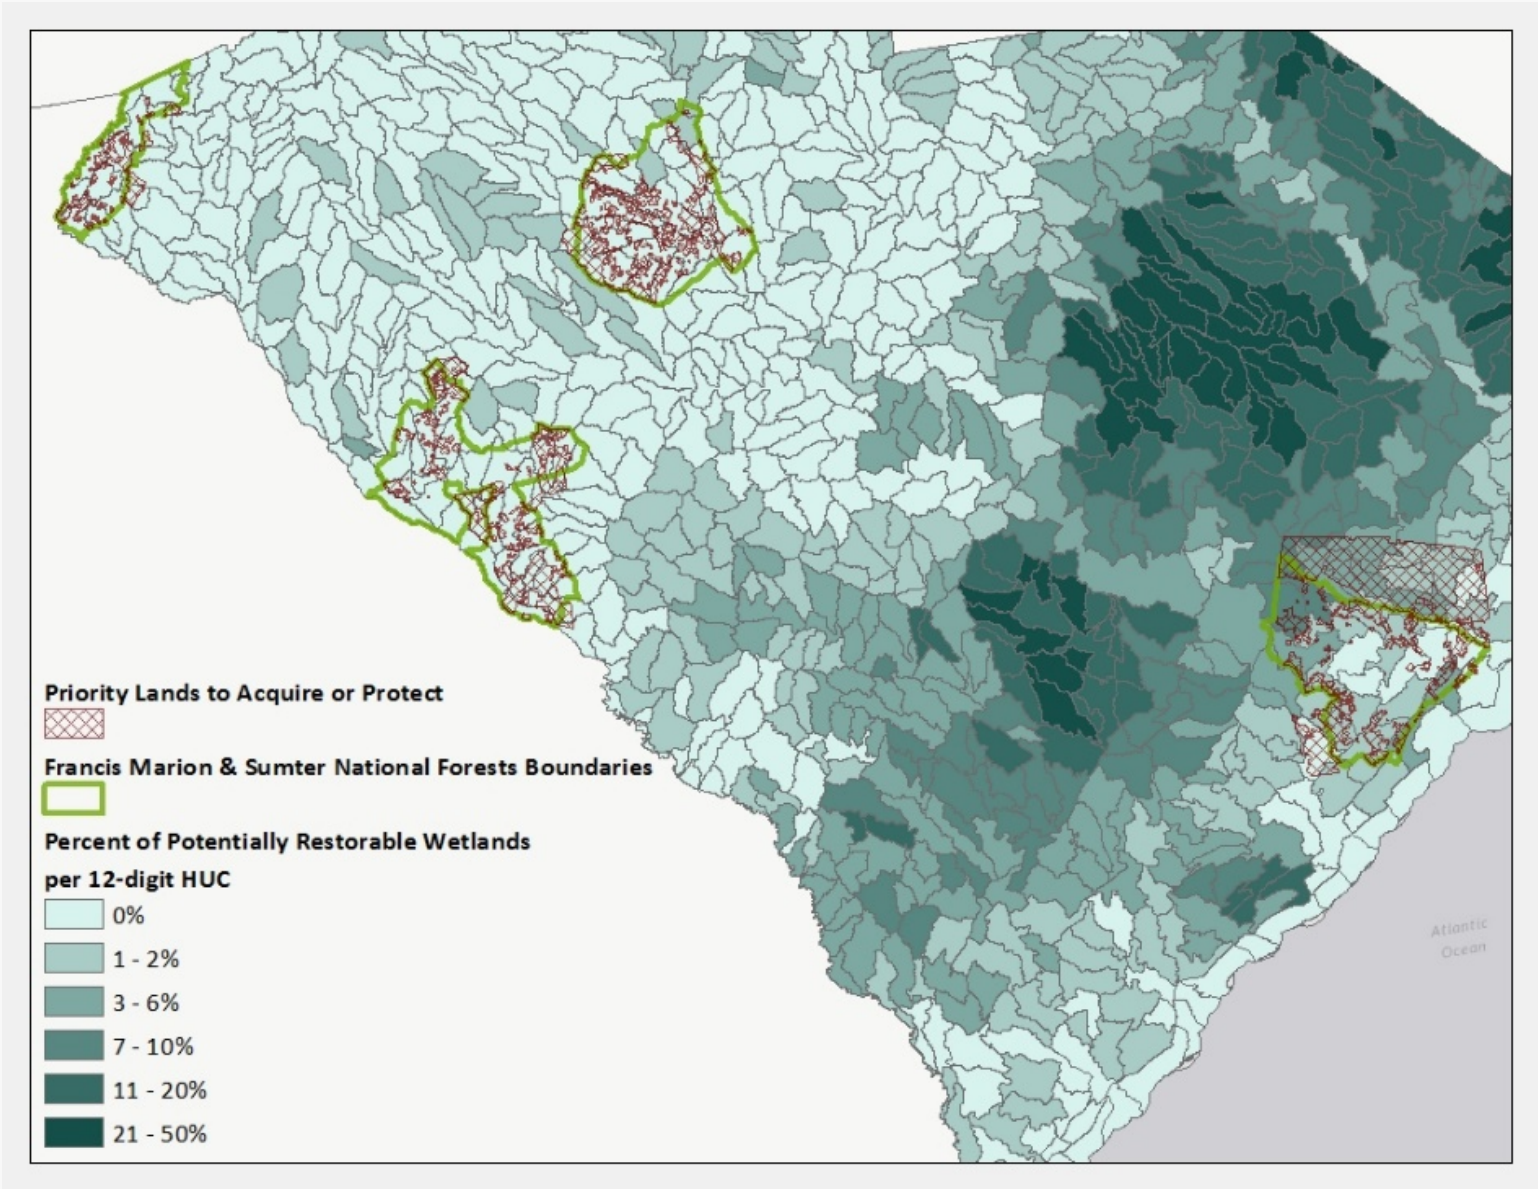 Priority Lands to Acquire or Protect
Francis Marion & Sumter National Forests Boundaries
Percent of Potentially Restorable Wetlands
per 12-digit HUC
0%
1 - 2%
3 - 6%
7 - 10%
11 - 20%
21 - 50%
Atlantic
Ocean